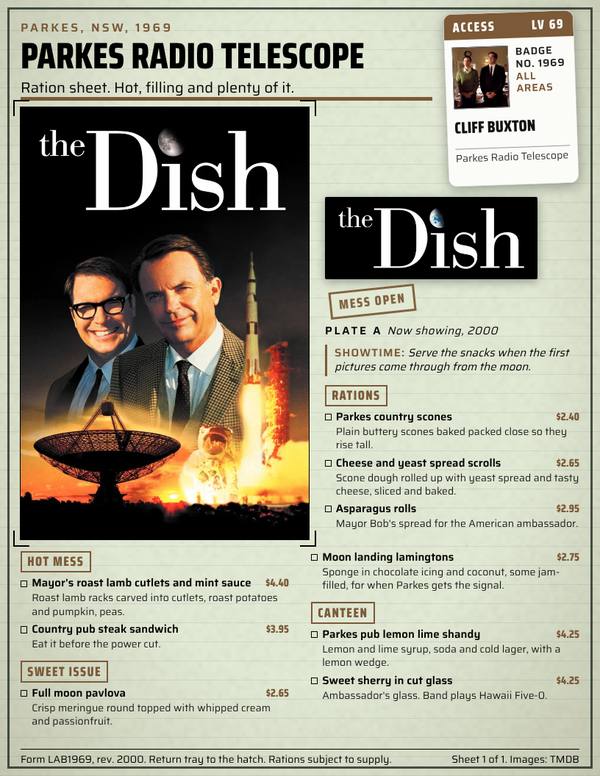 PARKES, NSW, 1969
PARKES RADIO TELESCOPE
Ration sheet. Hot, filling and plenty of it.
ACCESS LV 69
BADGE
NO. 1969
ALL
AREAS
CLIFF BUXTON
Parkes Radio Telescope
the Dish
the Dish
MESS OPEN
PLATE A Now showing, 2000
SHOWTIME: Serve the snacks when the first
pictures come through from the moon.
RATIONS
Parkes country scones $2.40
Plain buttery scones baked packed close so they
rise tall.
Cheese and yeast spread scrolls $2.65
Scone dough rolled up with yeast spread and tasty
cheese, sliced and baked.
Asparagus rolls $2.95
Mayor Bob's spread for the American ambassador.
HOT MESS
Mayor's roast lamb cutlets and mint sauce $4.40
Roast lamb racks carved into cutlets, roast potatoes
and pumpkin, peas.
Country pub steak sandwich $3.95
Eat it before the power cut.
SWEET ISSUE
Full moon pavlova $2.65
Crisp meringue round topped with whipped cream
and passionfruit.
Moon landing lamingtons $2.75
Sponge in chocolate icing and coconut, some jam-
filled, for when Parkes gets the signal.
CANTEEN
Parkes pub lemon lime shandy $4.25
Lemon and lime syrup, soda and cold lager, with a
lemon wedge.
Sweet sherry in cut glass $4.25
Ambassador's glass. Band plays Hawaii Five-O.
Form LAB1969, rev. 2000. Return tray to the hatch. Rations subject to supply. Sheet 1 of 1. Images: TMDB